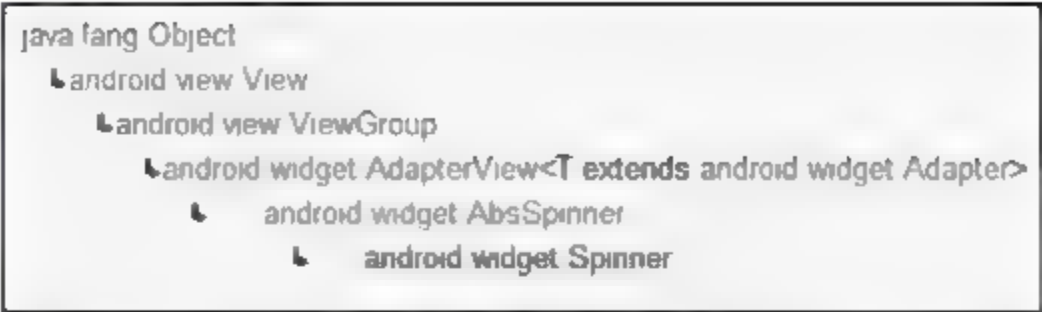 java lang Object
android view View
android view ViewGroup
android widget AdapterView<T extends android widget Adapter>
android widget AbsSpinner
android widget Spinner